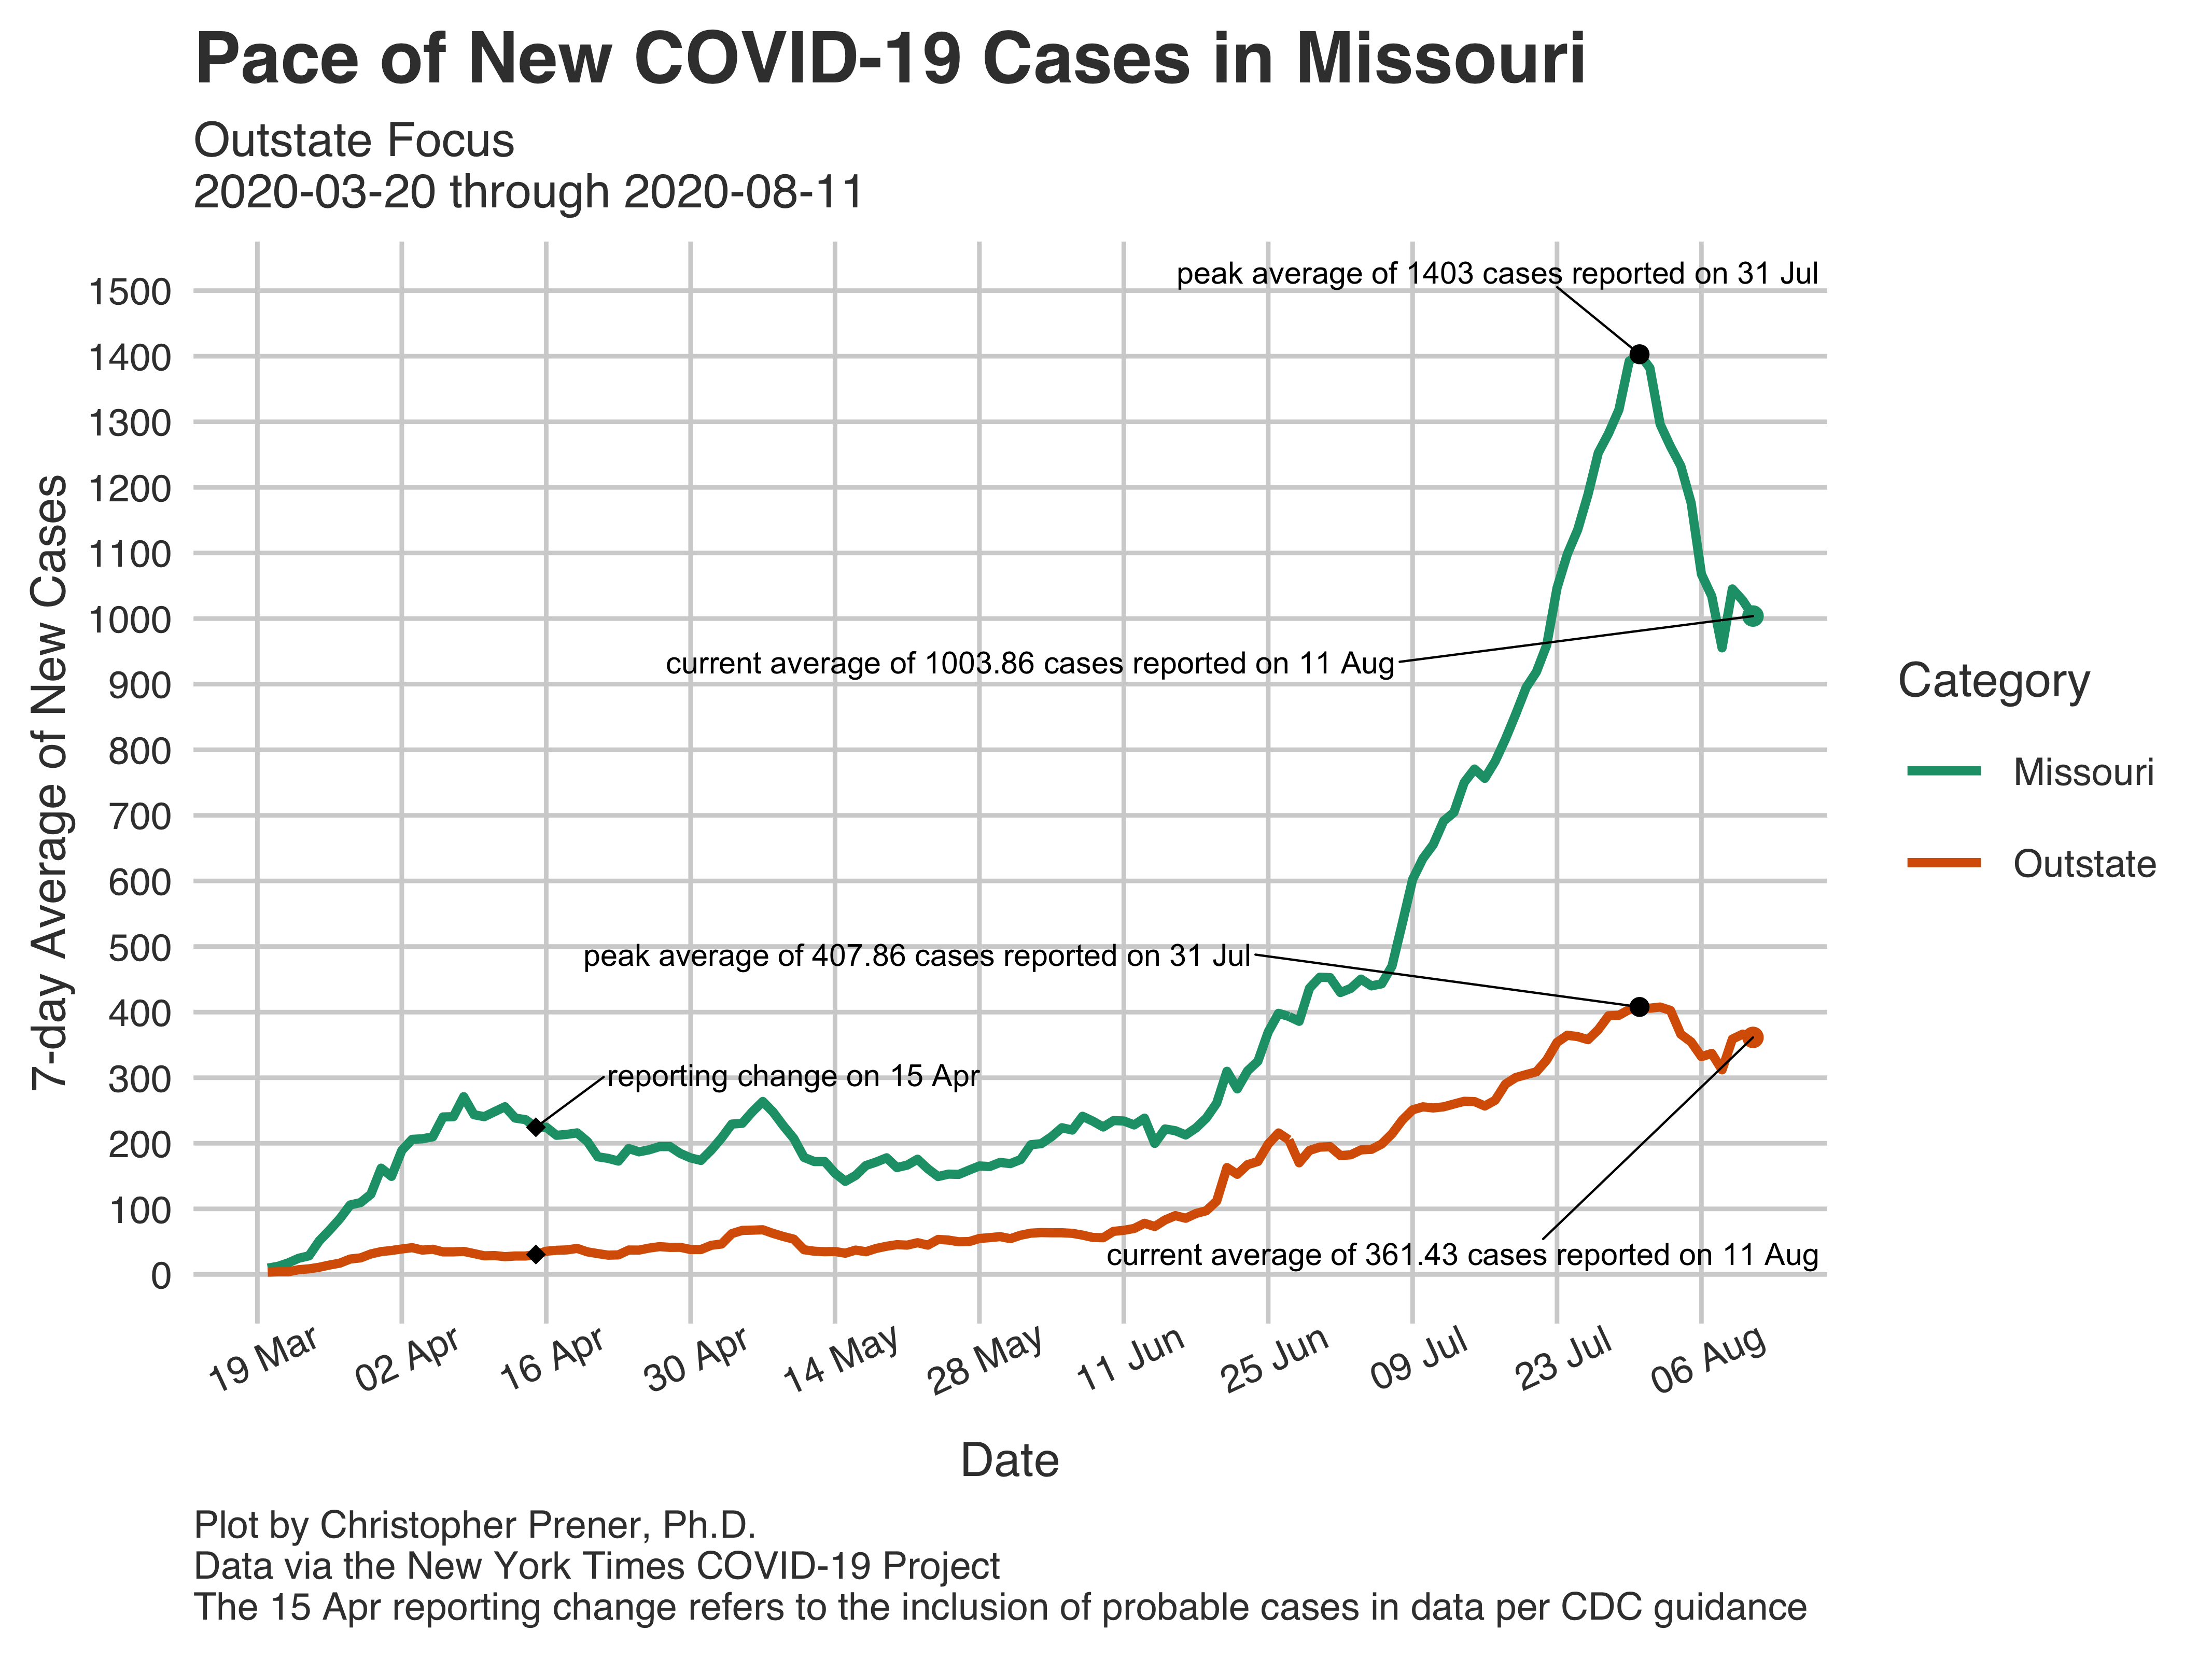 Pace of New COVID-19 Cases in Missouri
Outstate Focus
2020-03-20 through 2020-08-11
7-day Average of New Cases
1500
1400
1300
1200
1100
1000
900
800
700
600
500
400
300
200
100
0
peak average of 1403 cases reported on 31 Jul
current average of 1003.86 cases reported on 11 Aug
peak average of 407.86 cases reported on 31 Jul
reporting change on 15 Apr
current average of 361.43 cases reported on 11 Aug
19 Mar
02 Apr
16 Apr
30 Apr
14 May
28 May
11 Jun
25 Jun
09 Jul
23 Jul
06 Aug
Date
Category
Missouri
Outstate
Plot by Christopher Prener, Ph.D.
Data via the New York Times COVID-19 Project
The 15 Apr reporting change refers to the inclusion of probable cases in data per CDC guidance